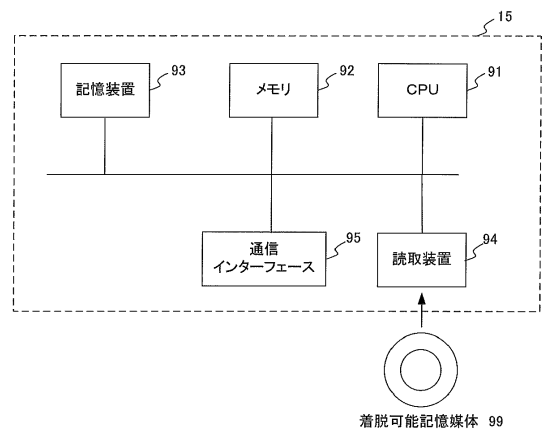 15
記憶装置 93
メモリ 92
CPU 91
通信
インターフェース 95
読取装置 94
着脱可能記憶媒体 99